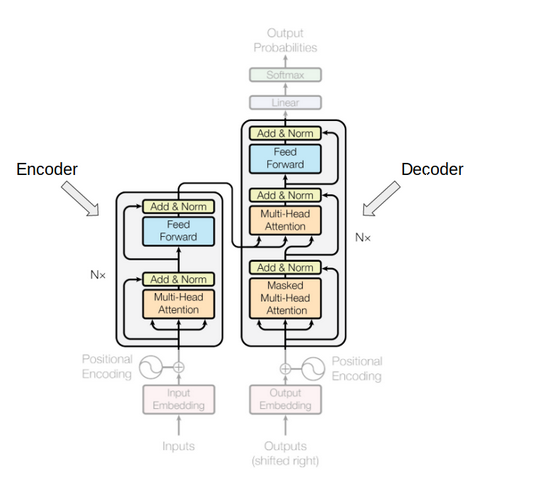 Output
Probabilities
Softmax
Linear
Add & Norm
Feed
Forward
Add & Norm
Multi-Head
Attention
Add & Norm
Masked
Multi-Head
Attention
Decoder
N×
Encoder
Add & Norm
Feed
Forward
N×
Add & Norm
Multi-Head
Attention
Positional
Encoding
Positional
Encoding
Input
Embedding
Output
Embedding
Inputs
Outputs
(shifted right)